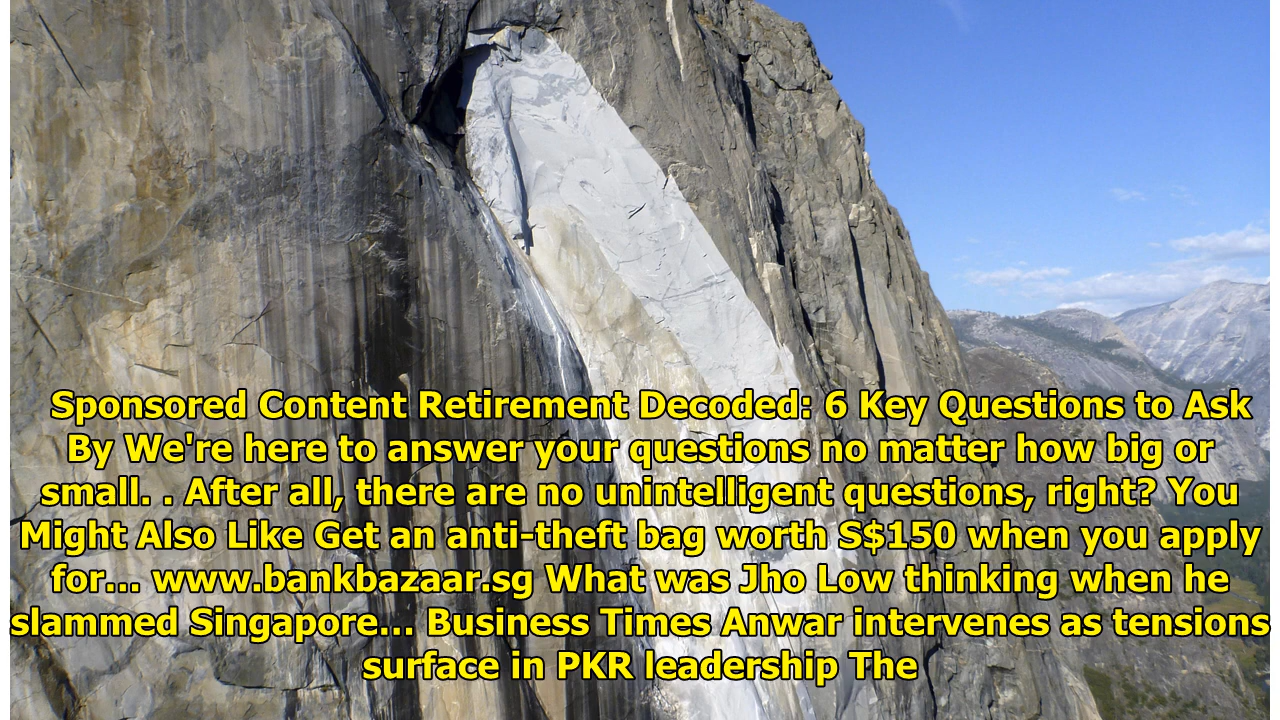 Sponsored Content Retirement Decoded: 6 Key Questions to Ask
By We're here to answer your questions no matter how big or
small. . After all, there are no unintelligent questions, right? You
Might Also Like Get an anti-theft bag worth S$150 when you apply
for... www.bankbazaar.sg What was Jho Low thinking when he
slammed Singapore... Business Times Anwar intervenes as tensions
surface in PKR leadership The